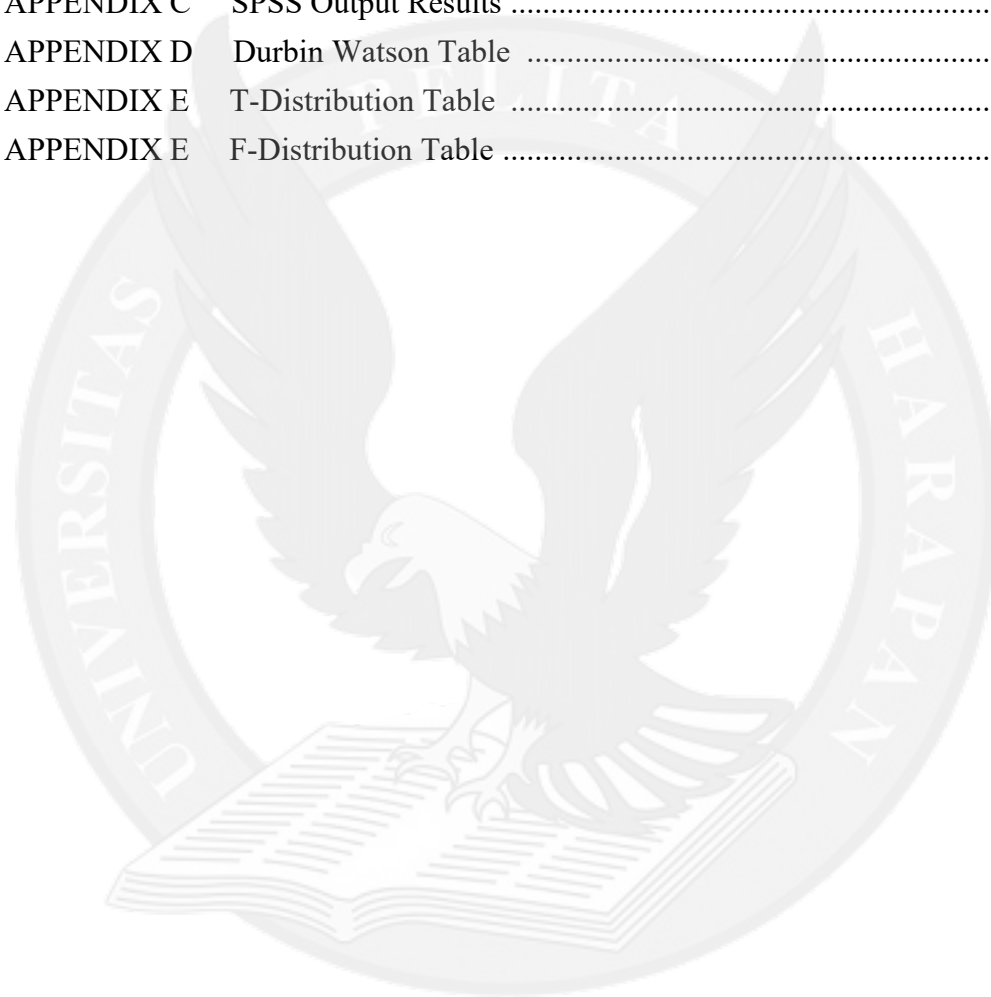 APPENDIX C SPSS Output Results ................................................................
APPENDIX D Durbin Watson Table ..............................................................
APPENDIX E T-Distribution Table ................................................................
APPENDIX E F-Distribution Table .................................................................
UNIVERSITAS PELITA HARAPAN